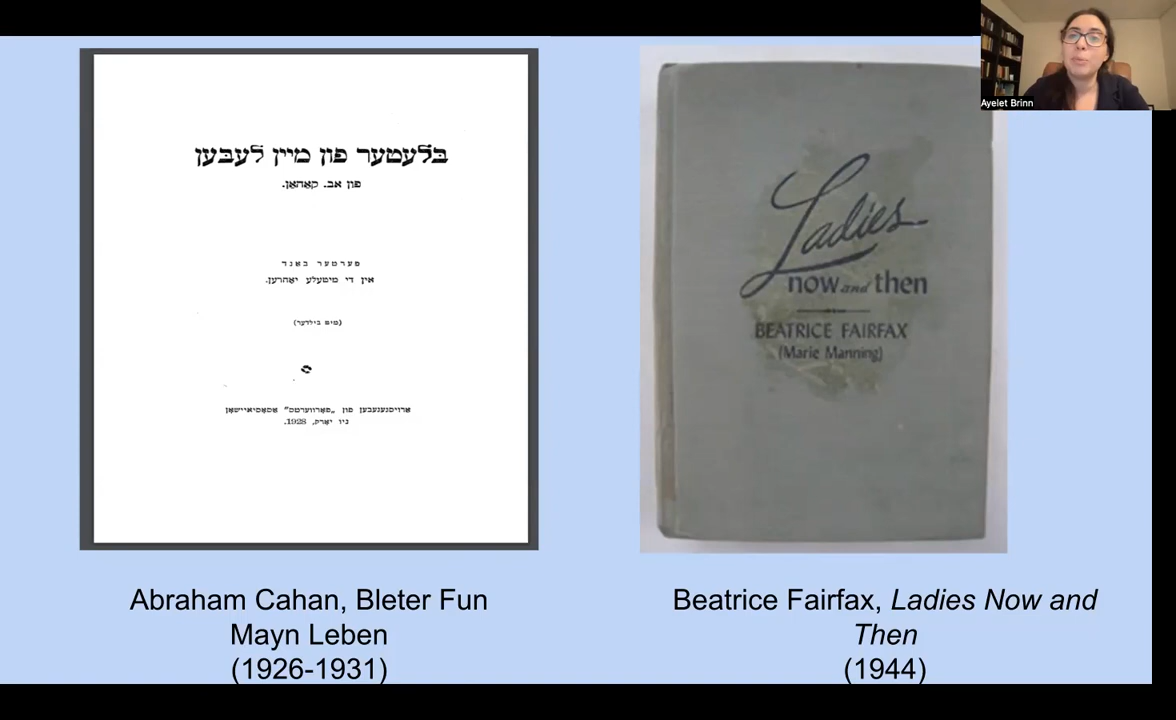 בלעטער פון מיין לעבען
פון אב. קאהאן.
פערטער באנד
אין די מיטעלע יאהרען.
(מיט בילדער)
ארויסגעגעבען פון „פארווערטס" אסאסיאיישאן
ניו יארק, 1928.
Ladies
now and then
BEATRICE FAIRFAX
(Marie Manning)
Ayelet Brinn
Abraham Cahan, Bleter Fun
Mayn Leben
(1926-1931)
Beatrice Fairfax, Ladies Now and
Then
(1944)